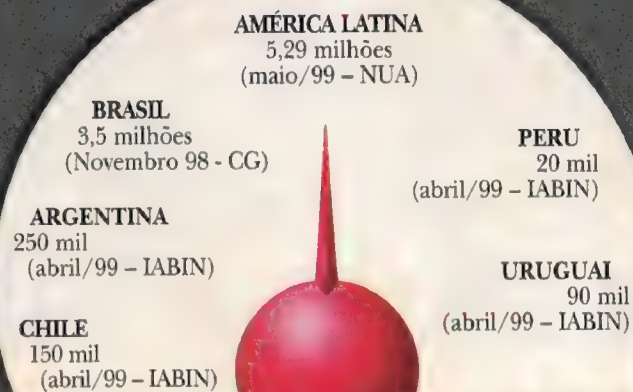 AMÉRICA LATINA
5,29 milhões
(maio/99 – NUA)
BRASIL
3,5 milhões
(Novembro 98 - CG)
PERU
20 mil
(abril/99 – IABIN)
ARGENTINA
250 mil
(abril/99 – IABIN)
URUGUAI
90 mil
(abril/99 – IABIN)
CHILE
150 mil
(abril/99 – IABIN)